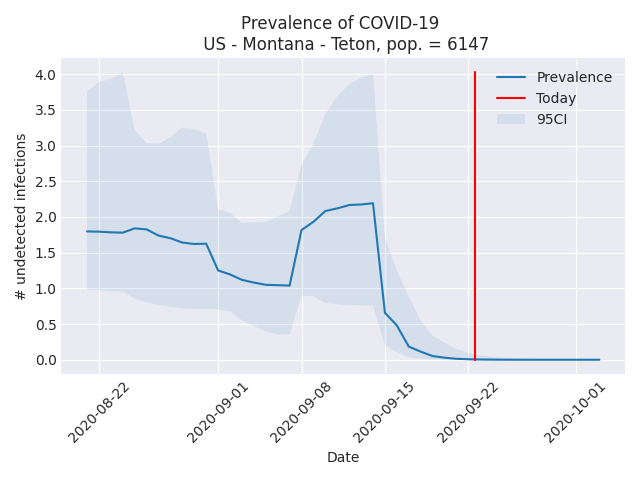 Prevalence of COVID-19
US - Montana - Teton, pop. = 6147
4.0
3.5
3.0
2.5
2.0
1.5
1.0
0.5
0.0
# undetected infections
Prevalence
Today
95CI
2020-08-22
2020-09-01
2020-09-08
2020-09-15
2020-09-22
2020-10-01
Date